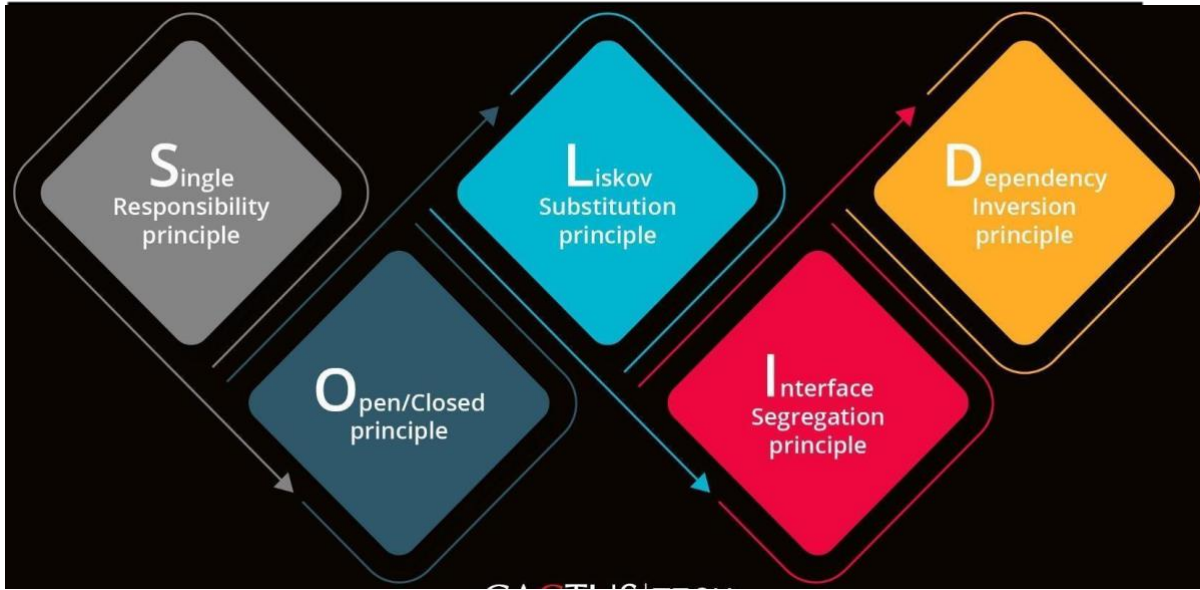 Single
Responsibility
principle
Open/Closed
principle
Liskov
Substitution
principle
Interface
Segregation
principle
Dependency
Inversion
principle